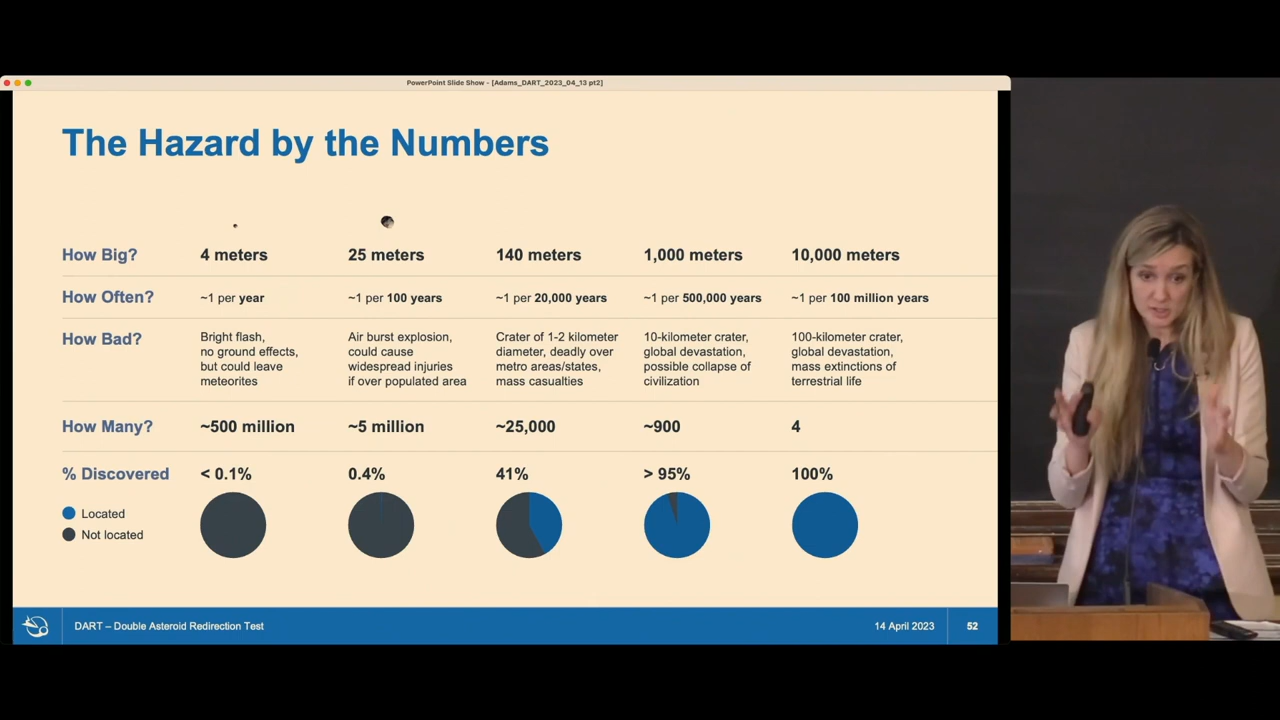 PowerPoint Slide Show - [Adams_DART_2023_04_13 pt2]
The Hazard by the Numbers
How Big? 4 meters 25 meters 140 meters 1,000 meters 10,000 meters
How Often? ~1 per year ~1 per 100 years ~1 per 20,000 years ~1 per 500,000 years ~1 per 100 million years
How Bad? Bright flash, Air burst explosion, Crater of 1-2 kilometer 10-kilometer crater, 100-kilometer crater,
no ground effects, could cause diameter, deadly over global devastation, global devastation,
but could leave widespread injuries metro areas/states, possible collapse of mass extinctions of
meteorites if over populated area mass casualties civilization terrestrial life
How Many? ~500 million ~5 million ~25,000 ~900 4
% Discovered < 0.1% 0.4% 41% > 95% 100%
Located
Not located
DART – Double Asteroid Redirection Test 14 April 2023 52